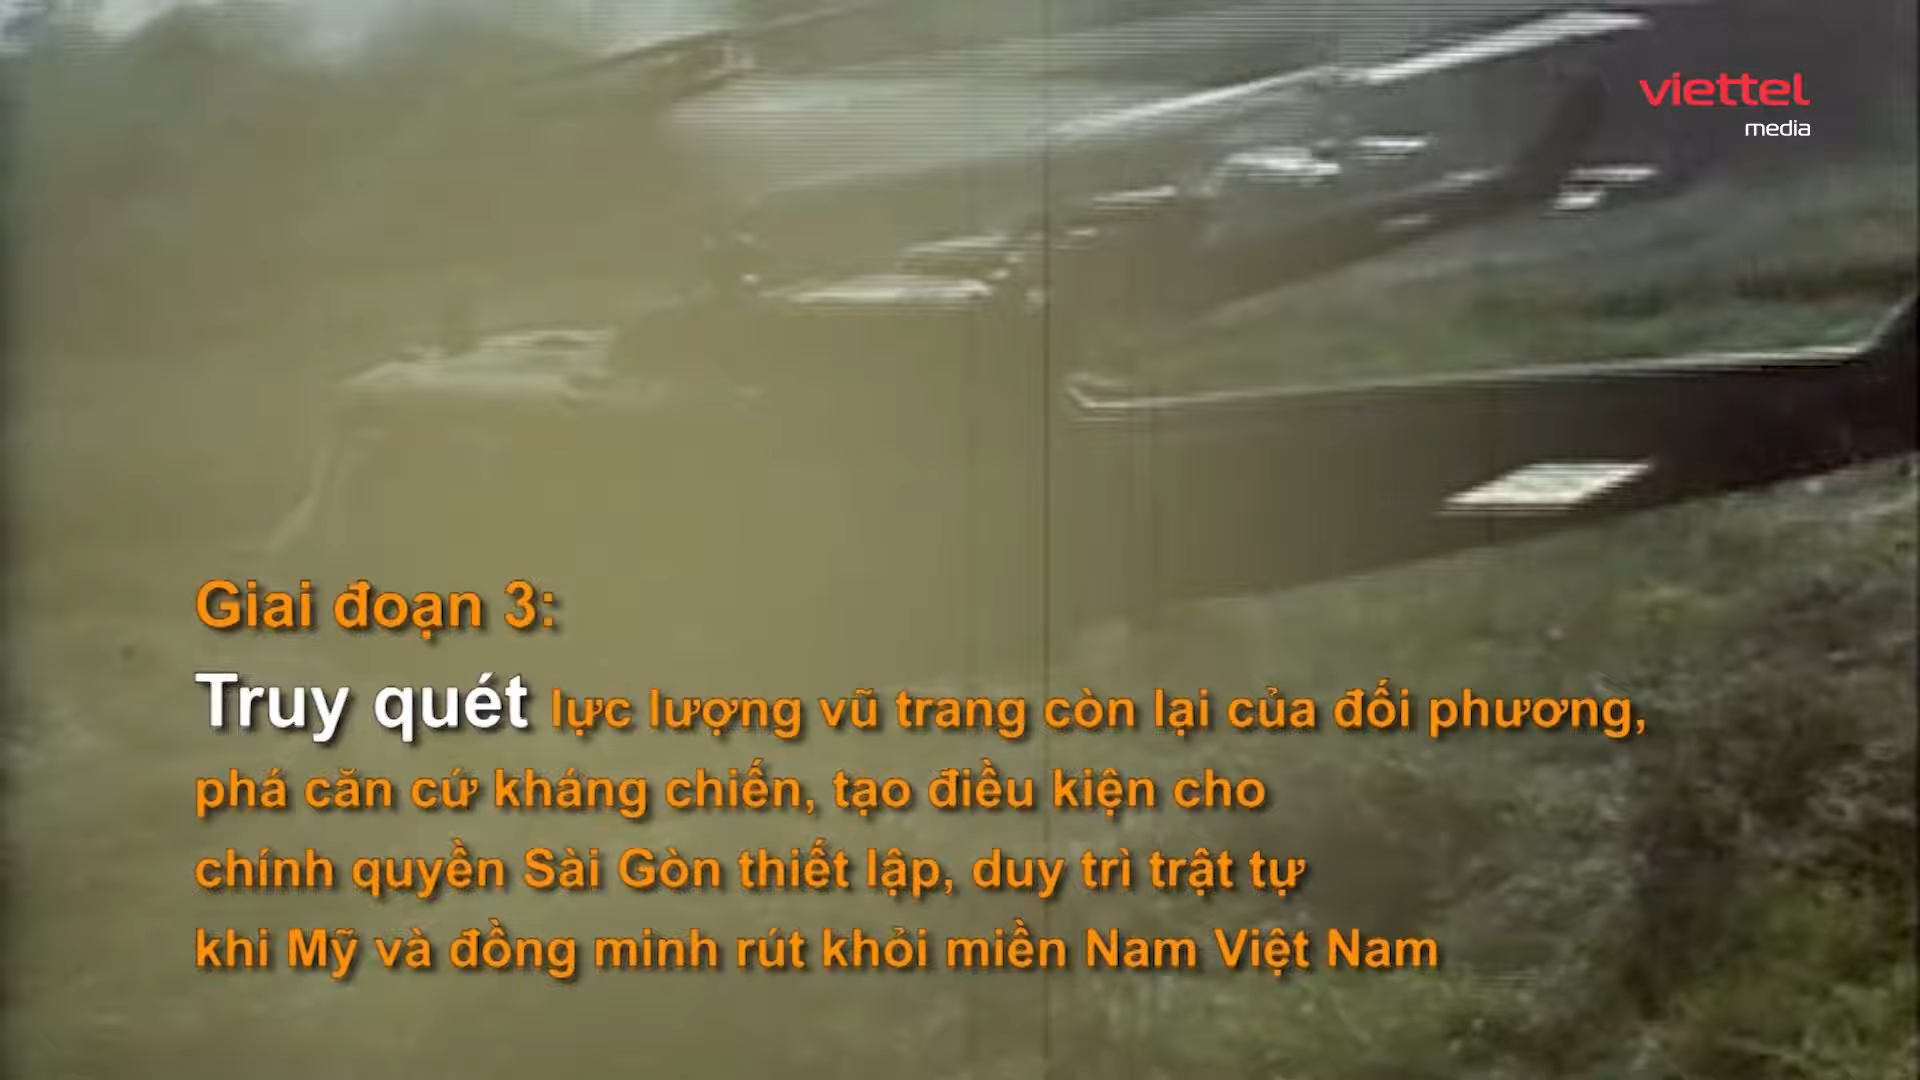 viettel
media
Giai đoạn 3:
Truy quét lực lượng vũ trang còn lại của đối phương,
phá căn cứ kháng chiến, tạo điều kiện cho
chính quyền Sài Gòn thiết lập, duy trì trật tự
khi Mỹ và đồng minh rút khỏi miền Nam Việt Nam